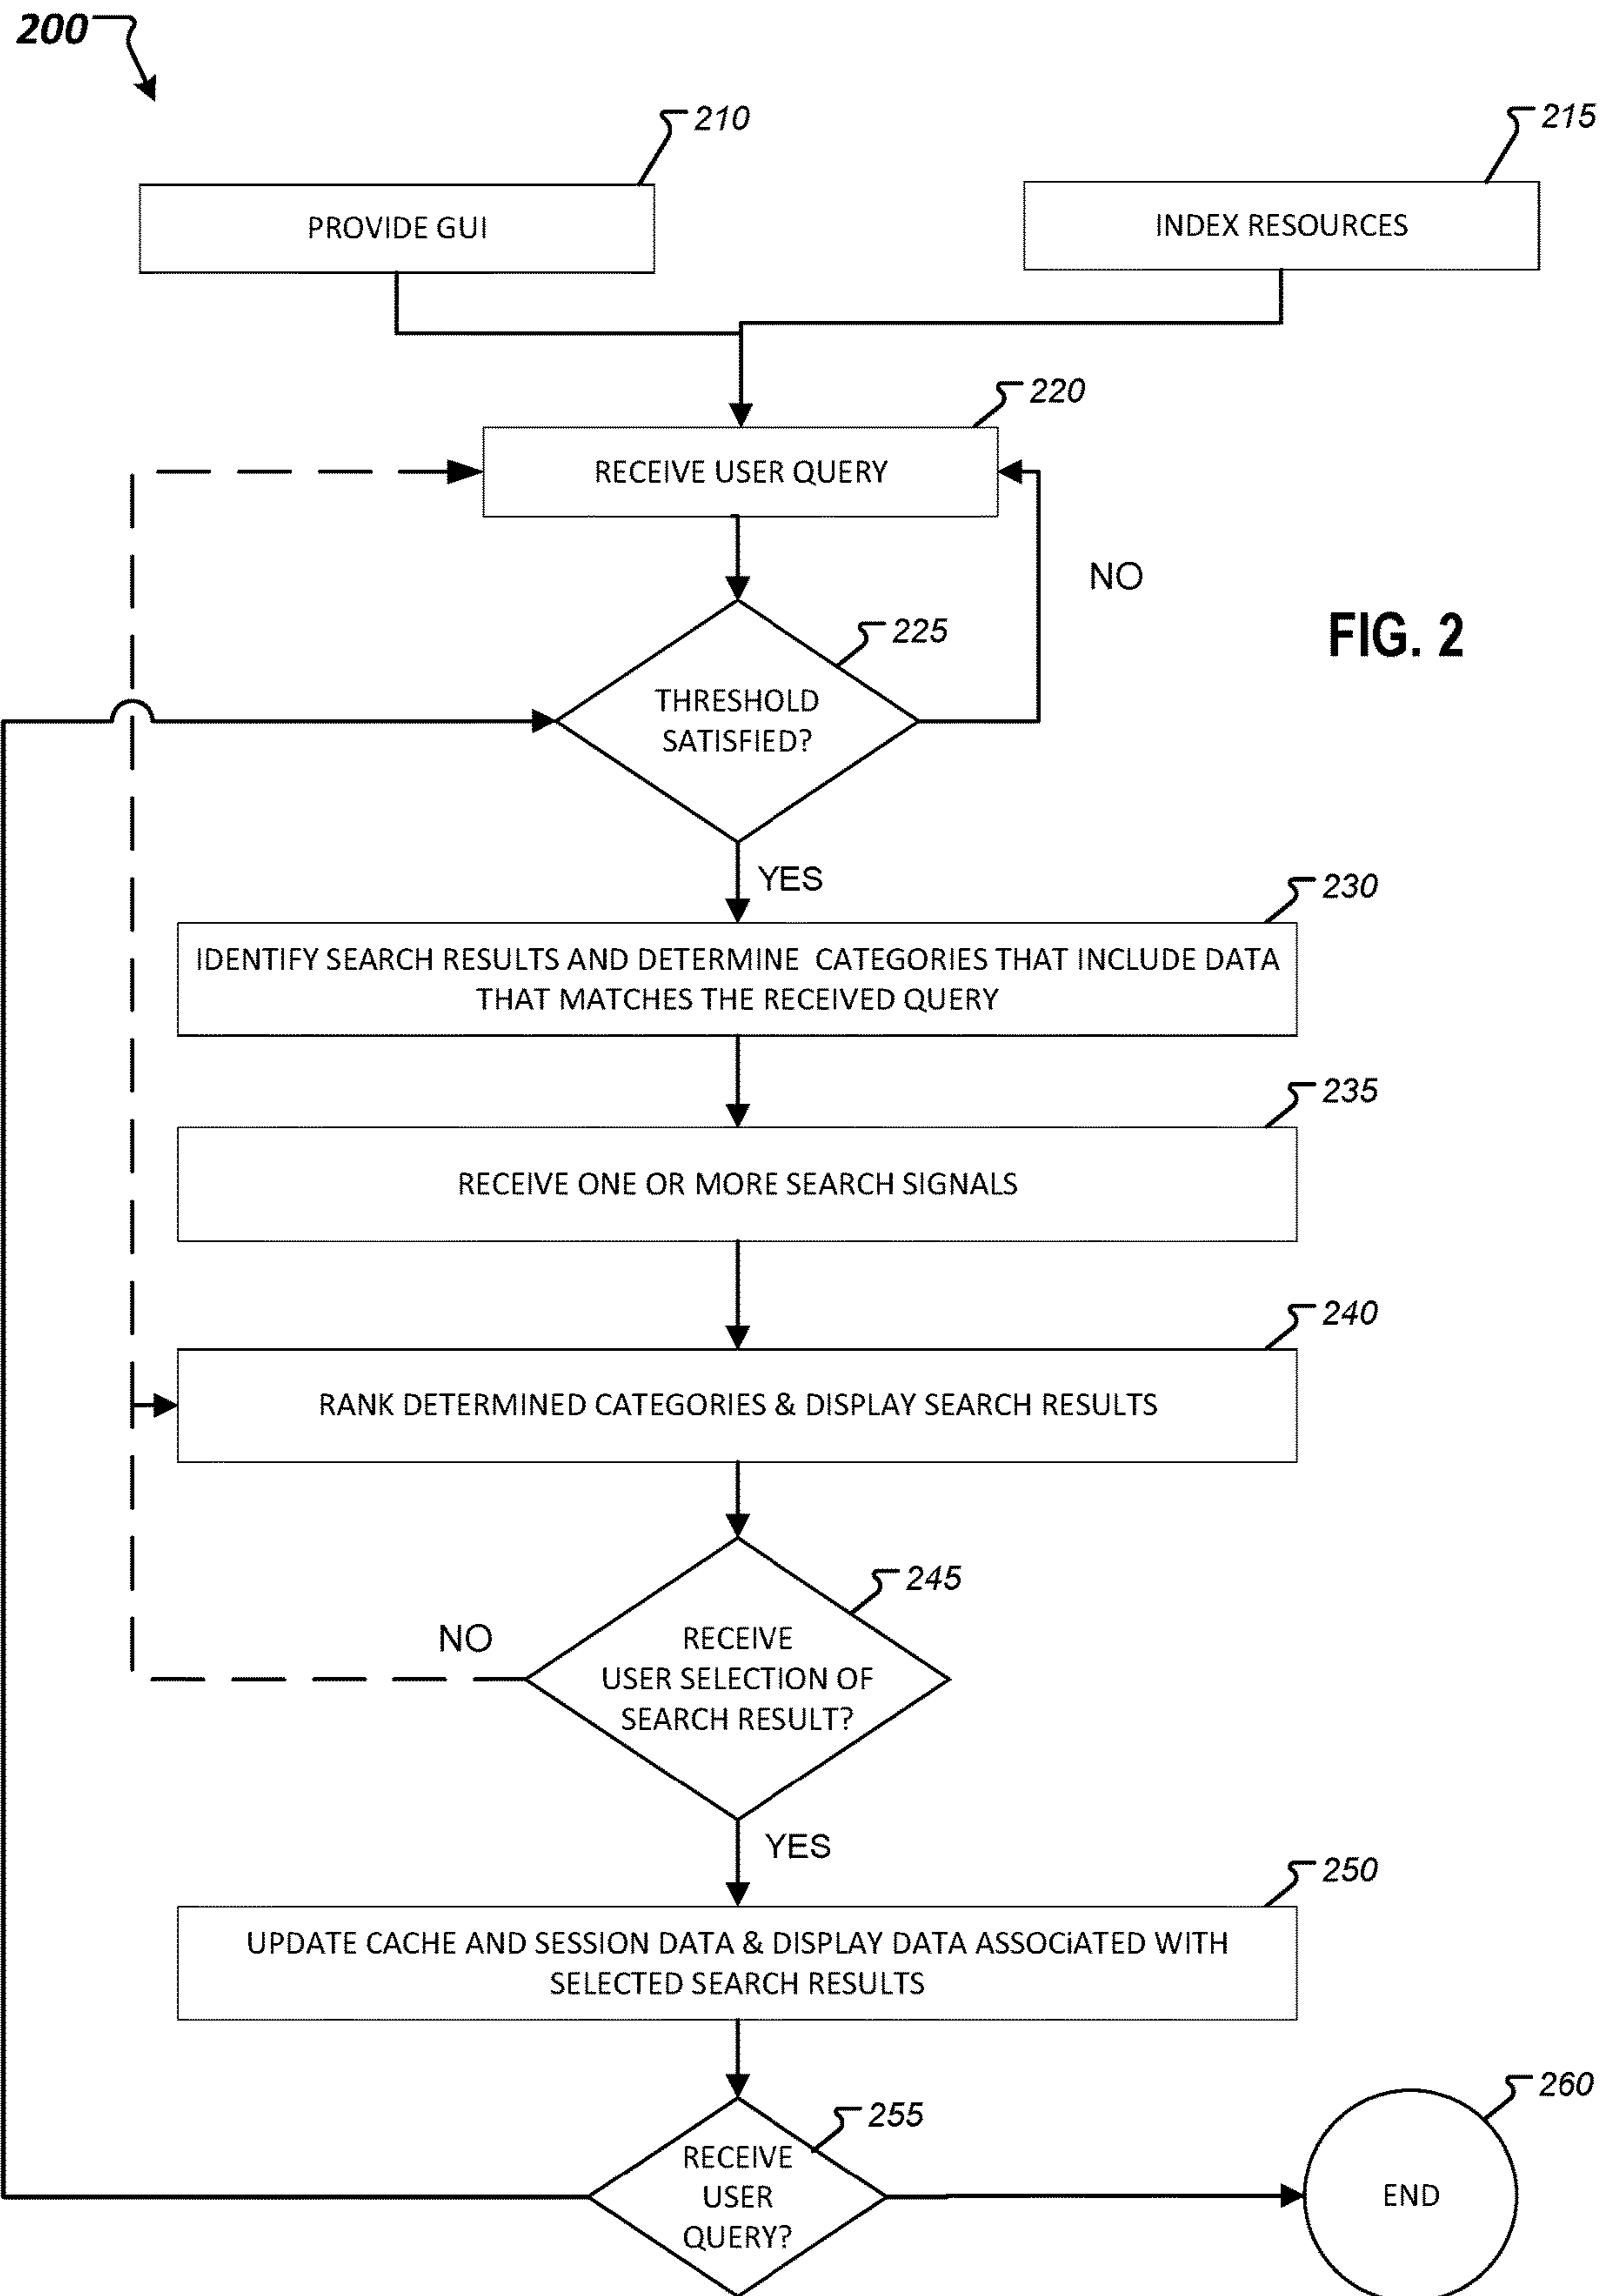 200
210
215
PROVIDE GUI
INDEX RESOURCES
220
RECEIVE USER QUERY
NO
225
FIG. 2
THRESHOLD
SATISFIED?
YES
230
IDENTIFY SEARCH RESULTS AND DETERMINE CATEGORIES THAT INCLUDE DATA
THAT MATCHES THE RECEIVED QUERY
235
RECEIVE ONE OR MORE SEARCH SIGNALS
240
RANK DETERMINED CATEGORIES & DISPLAY SEARCH RESULTS
245
NO
RECEIVE
USER SELECTION OF
SEARCH RESULT?
YES
250
UPDATE CACHE AND SESSION DATA & DISPLAY DATA ASSOCiATED WITH
SELECTED SEARCH RESULTS
260
255
RECEIVE
USER
QUERY?
END